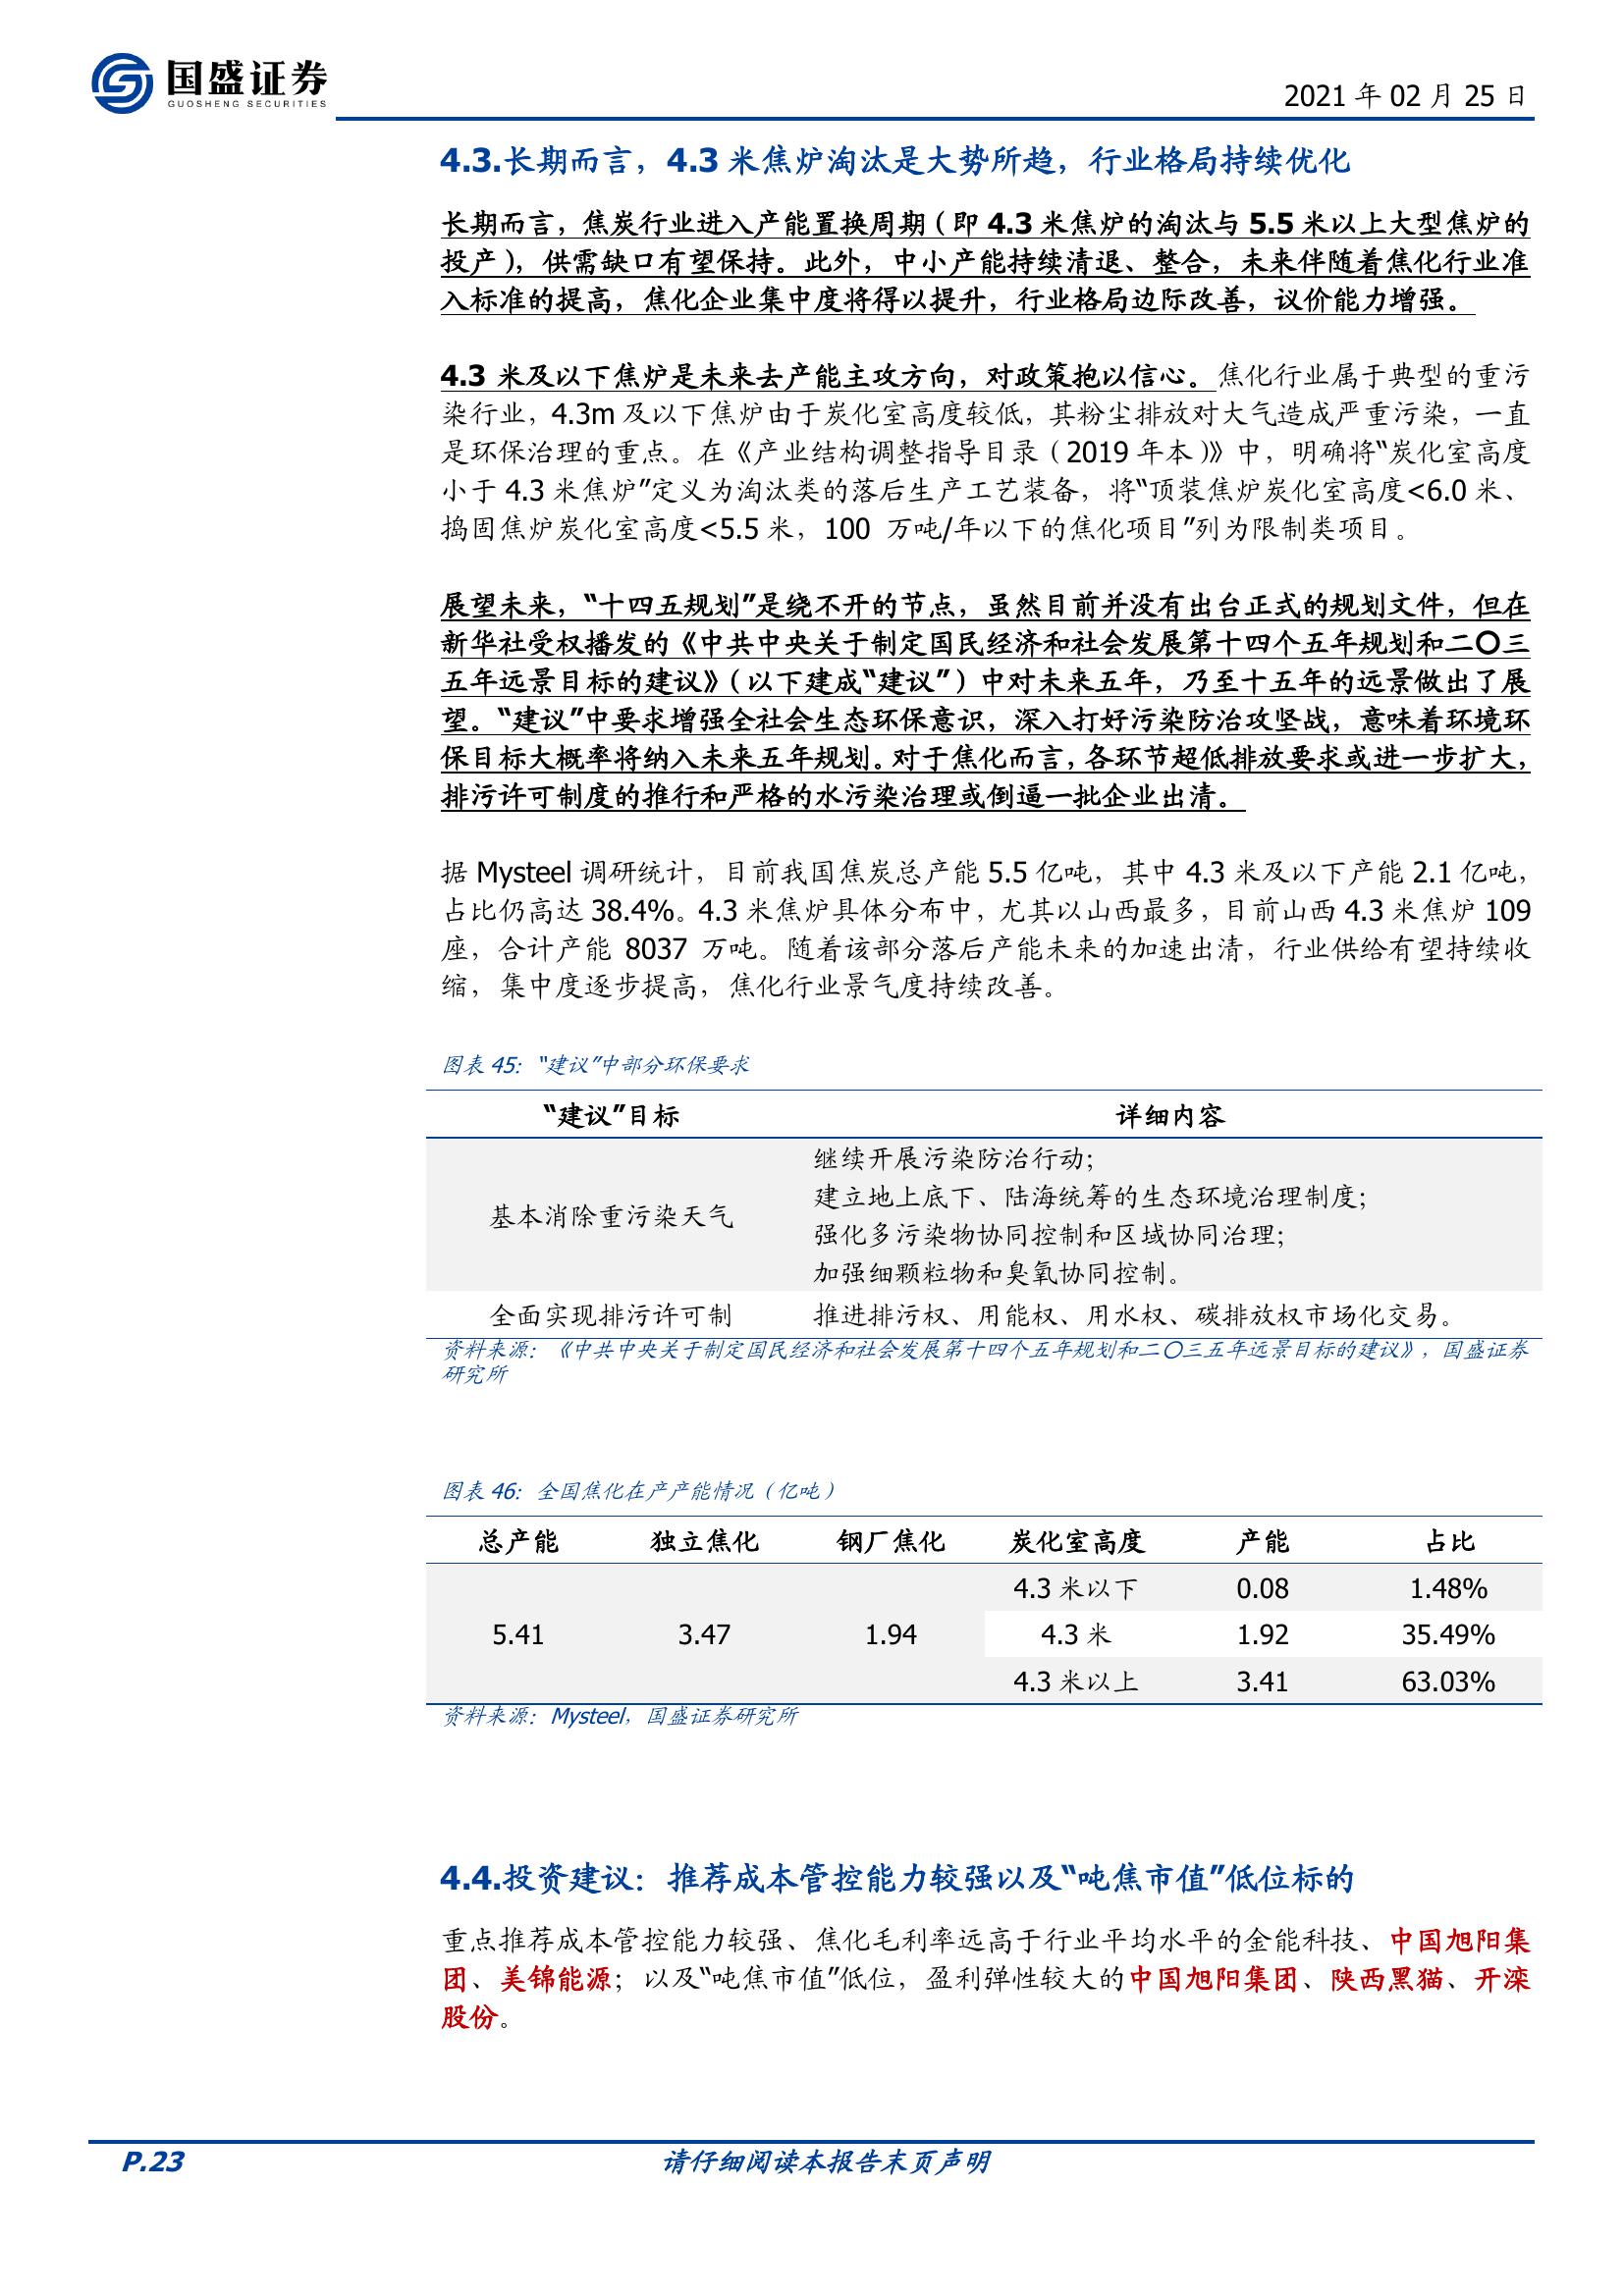 国盛证券
GUOSHENG SECURITIES
2021 年 02 月 25 日
4.3.长期而言，4.3 米焦炉淘汰是大势所趋，行业格局持续优化
长期而言，焦炭行业进入产能置换周期（即 4.3 米焦炉的淘汰与 5.5 米以上大型焦炉的
投产），供需缺口有望保持。此外，中小产能持续清退、整合，未来伴随着焦化行业准
入标准的提高，焦化企业集中度将得以提升，行业格局边际改善，议价能力增强。
4.3 米及以下焦炉是未来去产能主攻方向，对政策抱以信心。焦化行业属于典型的重污
染行业，4.3m 及以下焦炉由于炭化室高度较低，其粉尘排放对大气造成严重污染，一直
是环保治理的重点。在《产业结构调整指导目录（2019 年本）》中，明确将“炭化室高度
小于 4.3 米焦炉”定义为淘汰类的落后生产工艺装备，将“顶装焦炉炭化室高度<6.0 米、
捣固焦炉炭化室高度<5.5 米，100 万吨/年以下的焦化项目”列为限制类项目。
展望未来，“十四五规划”是绕不开的节点，虽然目前并没有出台正式的规划文件，但在
新华社受权播发的《中共中央关于制定国民经济和社会发展第十四个五年规划和二〇三
五年远景目标的建议》（以下建成“建议”）中对未来五年，乃至十五年的远景做出了展
望。“建议”中要求增强全社会生态环保意识，深入打好污染防治攻坚战，意味着环境环
保目标大概率将纳入未来五年规划。对于焦化而言，各环节超低排放要求或进一步扩大，
排污许可制度的推行和严格的水污染治理或倒逼一批企业出清。
据 Mysteel 调研统计，目前我国焦炭总产能 5.5 亿吨，其中 4.3 米及以下产能 2.1 亿吨，
占比仍高达 38.4%。4.3 米焦炉具体分布中，尤其以山西最多，目前山西 4.3 米焦炉 109
座，合计产能 8037 万吨。随着该部分落后产能未来的加速出清，行业供给有望持续收
缩，集中度逐步提高，焦化行业景气度持续改善。
图表 45：“建议”中部分环保要求
“建议”目标 详细内容
继续开展污染防治行动；
建立地上底下、陆海统筹的生态环境治理制度；
基本消除重污染天气
强化多污染物协同控制和区域协同治理；
加强细颗粒物和臭氧协同控制。
全面实现排污许可制 推进排污权、用能权、用水权、碳排放权市场化交易。
资料来源：《中共中央关于制定国民经济和社会发展第十四个五年规划和二〇三五年远景目标的建议》，国盛证券
研究所
图表 46：全国焦化在产产能情况（亿吨）
总产能 独立焦化 钢厂焦化 炭化室高度 产能 占比
4.3 米以下 0.08 1.48%
5.41 3.47 1.94 4.3 米 1.92 35.49%
4.3 米以上 3.41 63.03%
资料来源：Mysteel，国盛证券研究所
4.4.投资建议：推荐成本管控能力较强以及“吨焦市值”低位标的
重点推荐成本管控能力较强、焦化毛利率远高于行业平均水平的金能科技、中国旭阳集
团、美锦能源；以及“吨焦市值”低位，盈利弹性较大的中国旭阳集团、陕西黑猫、开滦
股份。
P.23 请仔细阅读本报告末页声明